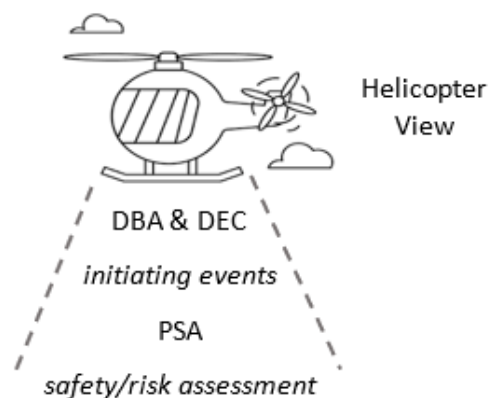 Helicopter
View
DBA & DEC
initiating events
PSA
safety/risk assessment